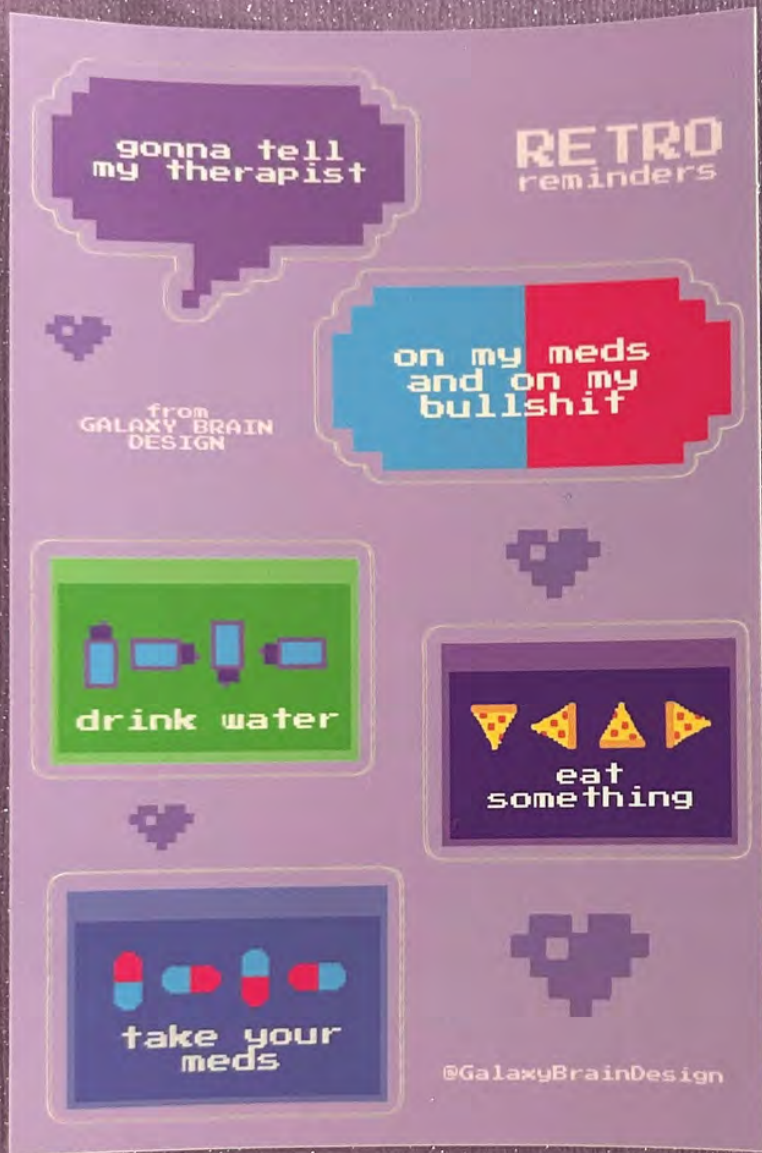 gonna tell
my therapist
RETRO
reminders
on my meds
and on my
bullshit
from
GALAXY BRAIN
DESIGN
drink water
eat
something
take your
meds
@GalaxyBrainDesign